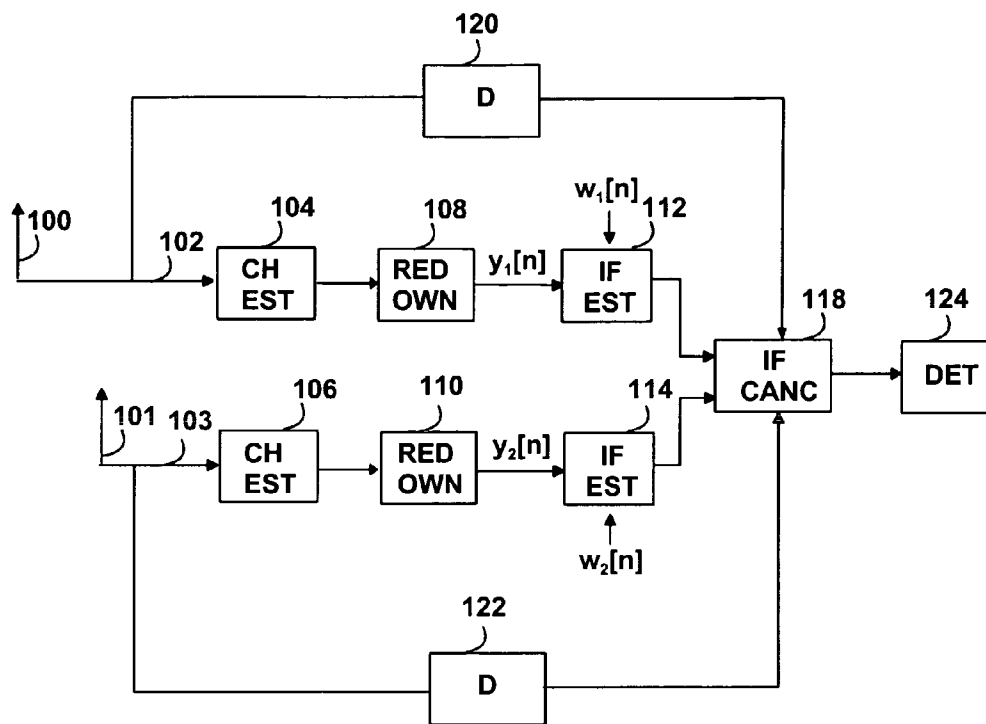 120
D
w₁[n]
100
104
108
112
102
CH
EST
RED
OWN
y₁[n]
IF
EST
118
124
IF
CANC
DET
106
110
114
101
103
CH
EST
RED
OWN
y₂[n]
IF
EST
w₂[n]
122
D